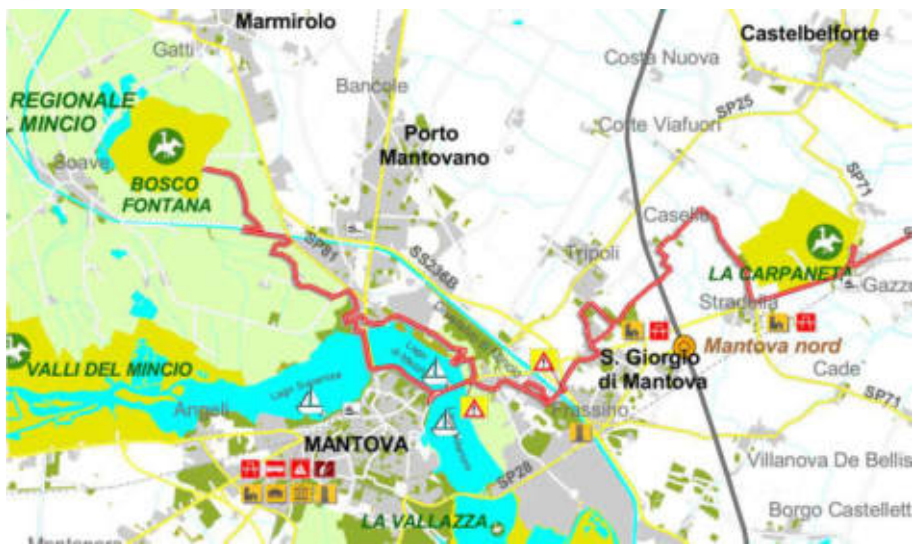 Marmirolo
Castelbelforte
Gatti
Costa Nuova
Bancole
REGIONALE
MINCIO
SP25
Corte Viafuori
Porto
Mantovano
Soave
BOSCO
FONTANA
SP71
Casella
SP81
SS236B
Tripoli
LA CARPANETA
Gazzo
Stradella
Mantova nord
VALLI DEL MINCIO
Lago Superiore
Lago
di Mezzo
S. Giorgio
di Mantova
Cade'
SP71
Angeli
Frassino
MANTOVA
SP28
Villanova De Bellis
LA VALLAZZA
Borgo Castellett